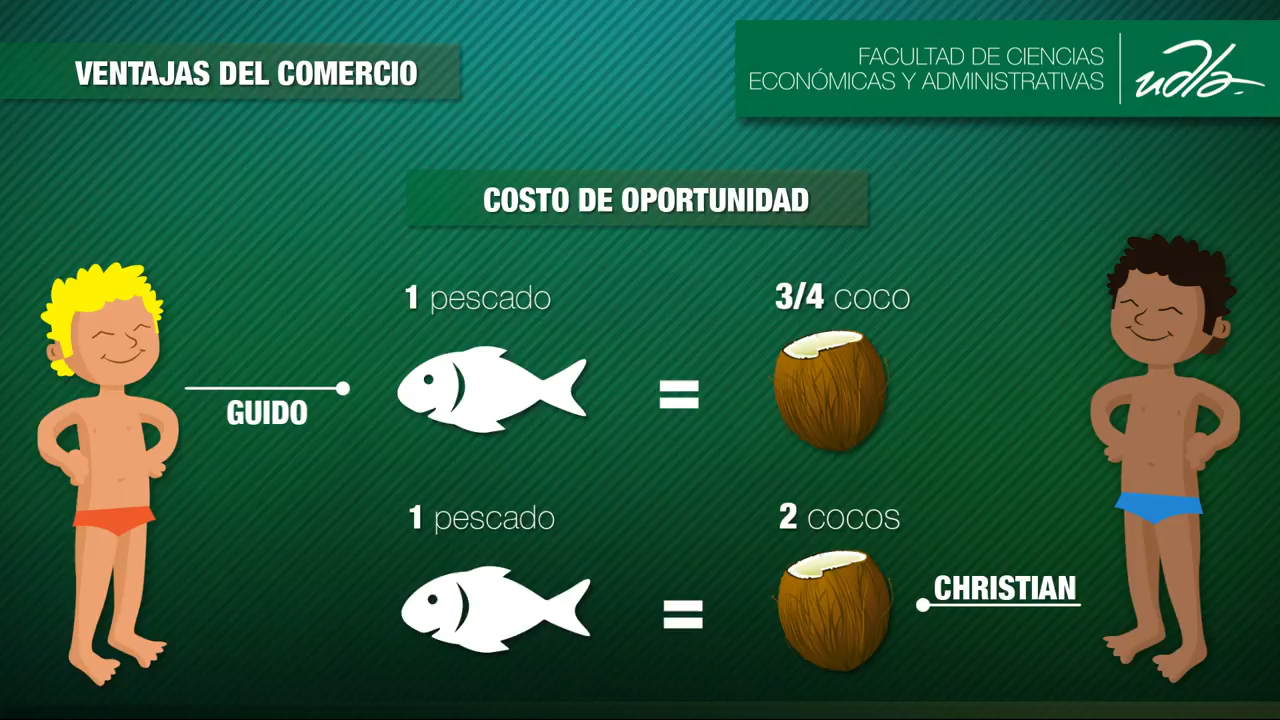 VENTAJAS DEL COMERCIO
FACULTAD DE CIENCIAS
ECONÓMICAS Y ADMINISTRATIVAS
udla-
COSTO DE OPORTUNIDAD
1 pescado
3/4 coco
=
GUIDO
1 pescado
2 cocos
=
CHRISTIAN